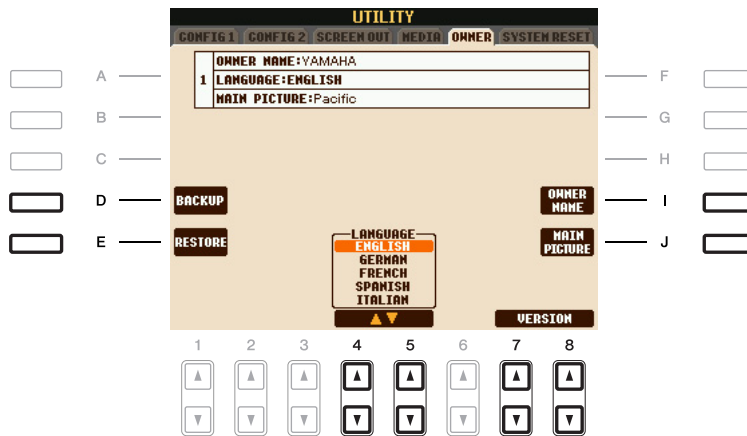 UTILITY
CONFIG 1 CONFIG 2 SCREEN OUT MEDIA OWNER SYSTEM RESET
OWNER NAME:YAMAHA
1 LANGUAGE:ENGLISH
MAIN PICTURE:Pacific
A F
B G
C H
D BACKUP OWNER NAME I
E RESTORE MAIN PICTURE J
LANGUAGE
ENGLISH
GERMAN
FRENCH
SPANISH
ITALIAN
VERSION
1 2 3 4 5 6 7 8